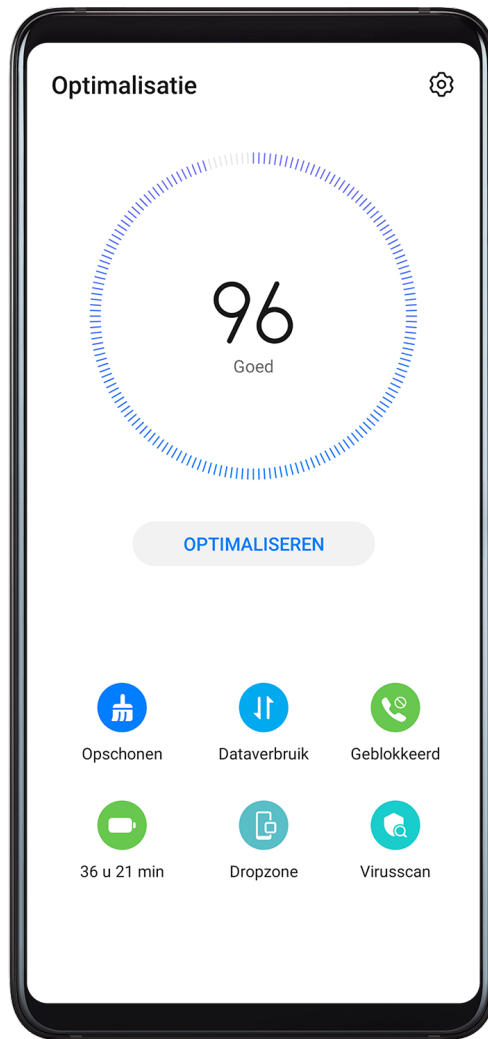 Optimalisatie
96
Goed
OPTIMALISEREN
Opschonen Dataverbruik Geblokkeerd
36 u 21 min Dropzone Virusscan